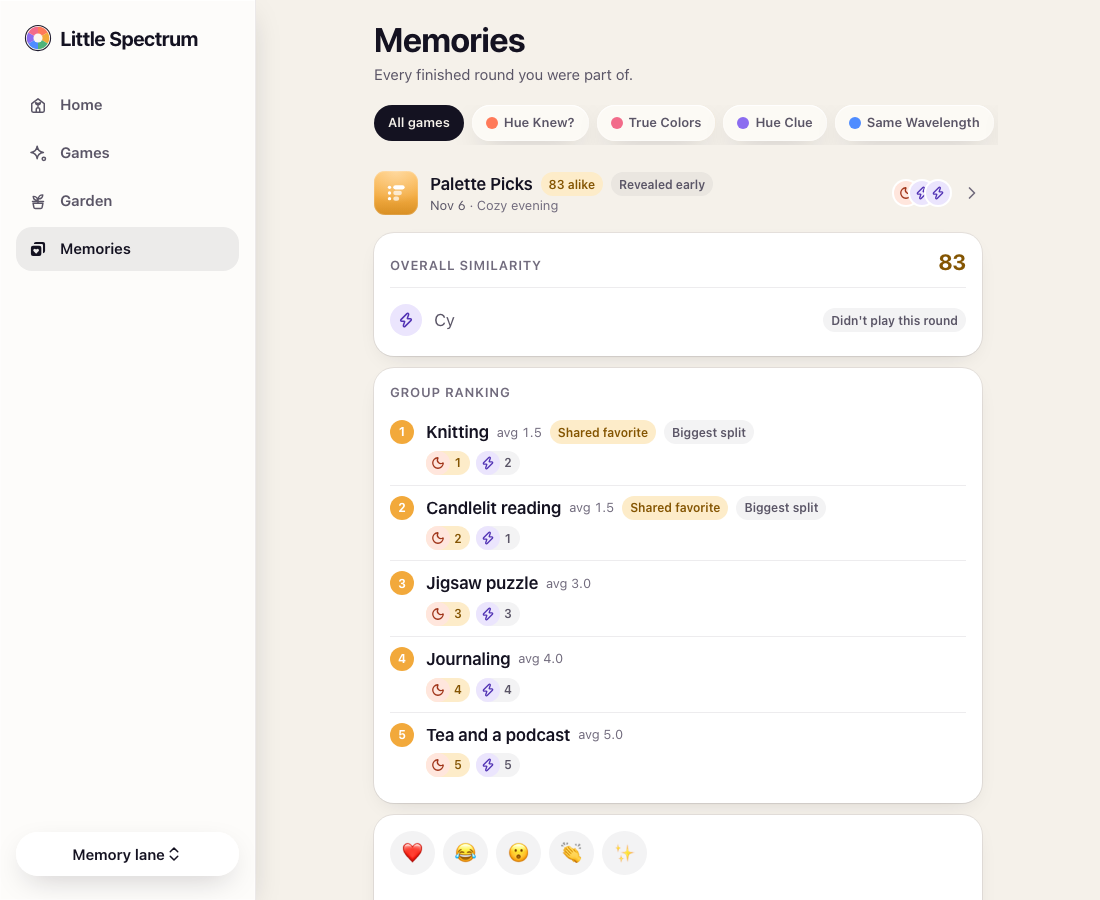 Little Spectrum
Home
Games
Garden
Memories
Memory lane
Memories
Every finished round you were part of.
All games
Hue Knew?
True Colors
Hue Clue
Same Wavelength
Palette Picks 83 alike Revealed early
Nov 6 · Cozy evening
OVERALL SIMILARITY 83
Cy Didn't play this round
GROUP RANKING
1 Knitting avg 1.5 Shared favorite Biggest split
1 2
2 Candlelit reading avg 1.5 Shared favorite Biggest split
2 1
3 Jigsaw puzzle avg 3.0
3 3
4 Journaling avg 4.0
4 4
5 Tea and a podcast avg 5.0
5 5